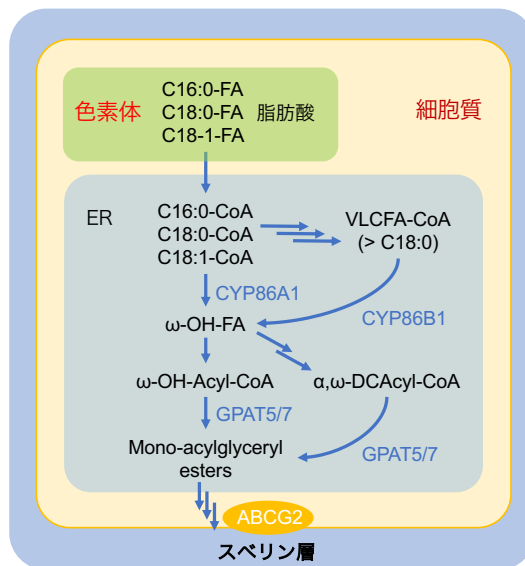 色素体
C16:0-FA
C18:0-FA
C18-1-FA
脂肪酸
細胞質
ER
C16:0-CoA
C18:0-CoA
C18:1-CoA
VLCFA-CoA
(> C18:0)
CYP86A1
CYP86B1
ω-OH-FA
ω-OH-Acyl-CoA
α,ω-DCAcyl-CoA
GPAT5/7
GPAT5/7
Mono-acylglyceryl
esters
ABCG2
スベリン層